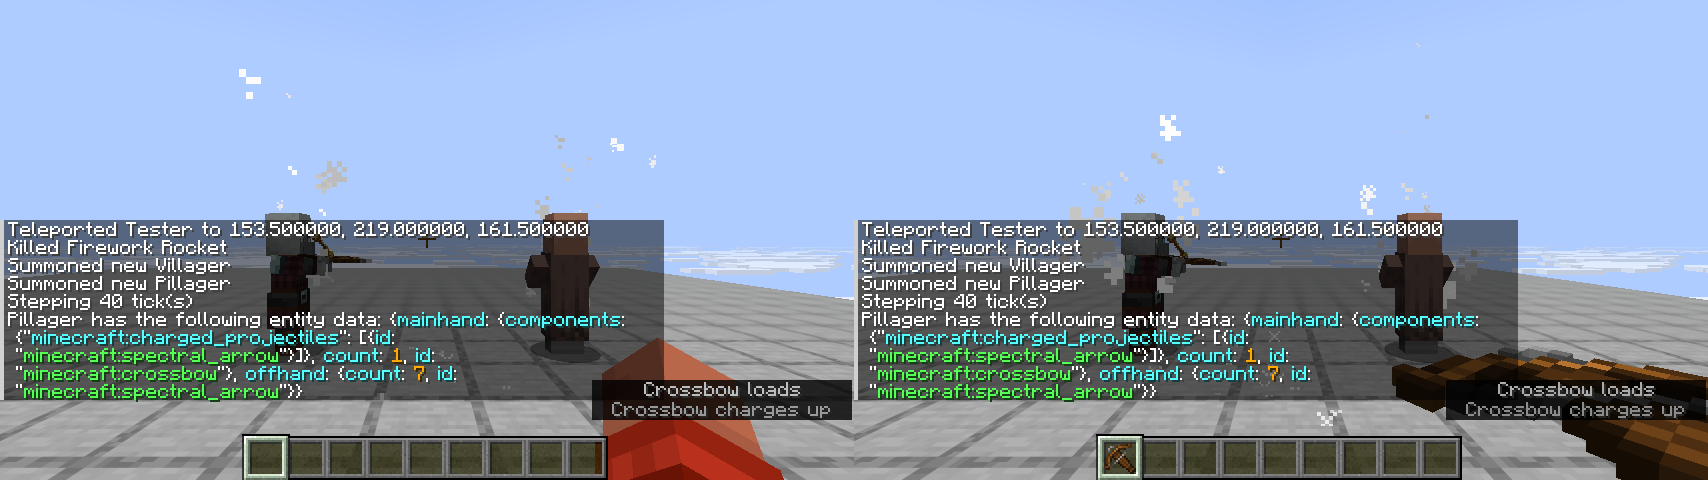 Teleported Tester to 153.500000, 219.000000, 161.500000
Killed Firework Rocket
Summoned new Villager
Summoned new Pillager
Stepping 40 tick(s)
Pillager has the following entity data: {mainhand: {components:
{"minecraft:charged_projectiles": [{id:
"minecraft:spectral_arrow"}]}, count: 1, id:
"minecraft:crossbow"}, offhand: {count: 7, id:
"minecraft:spectral_arrow"}}
Crossbow loads
Crossbow charges up
Teleported Tester to 153.500000, 219.000000, 161.500000
Killed Firework Rocket
Summoned new Villager
Summoned new Pillager
Stepping 40 tick(s)
Pillager has the following entity data: {mainhand: {components:
{"minecraft:charged_projectiles": [{id:
"minecraft:spectral_arrow"}]}, count: 1, id:
"minecraft:crossbow"}, offhand: {count: 7, id:
"minecraft:spectral_arrow"}}
Crossbow loads
Crossbow charges up